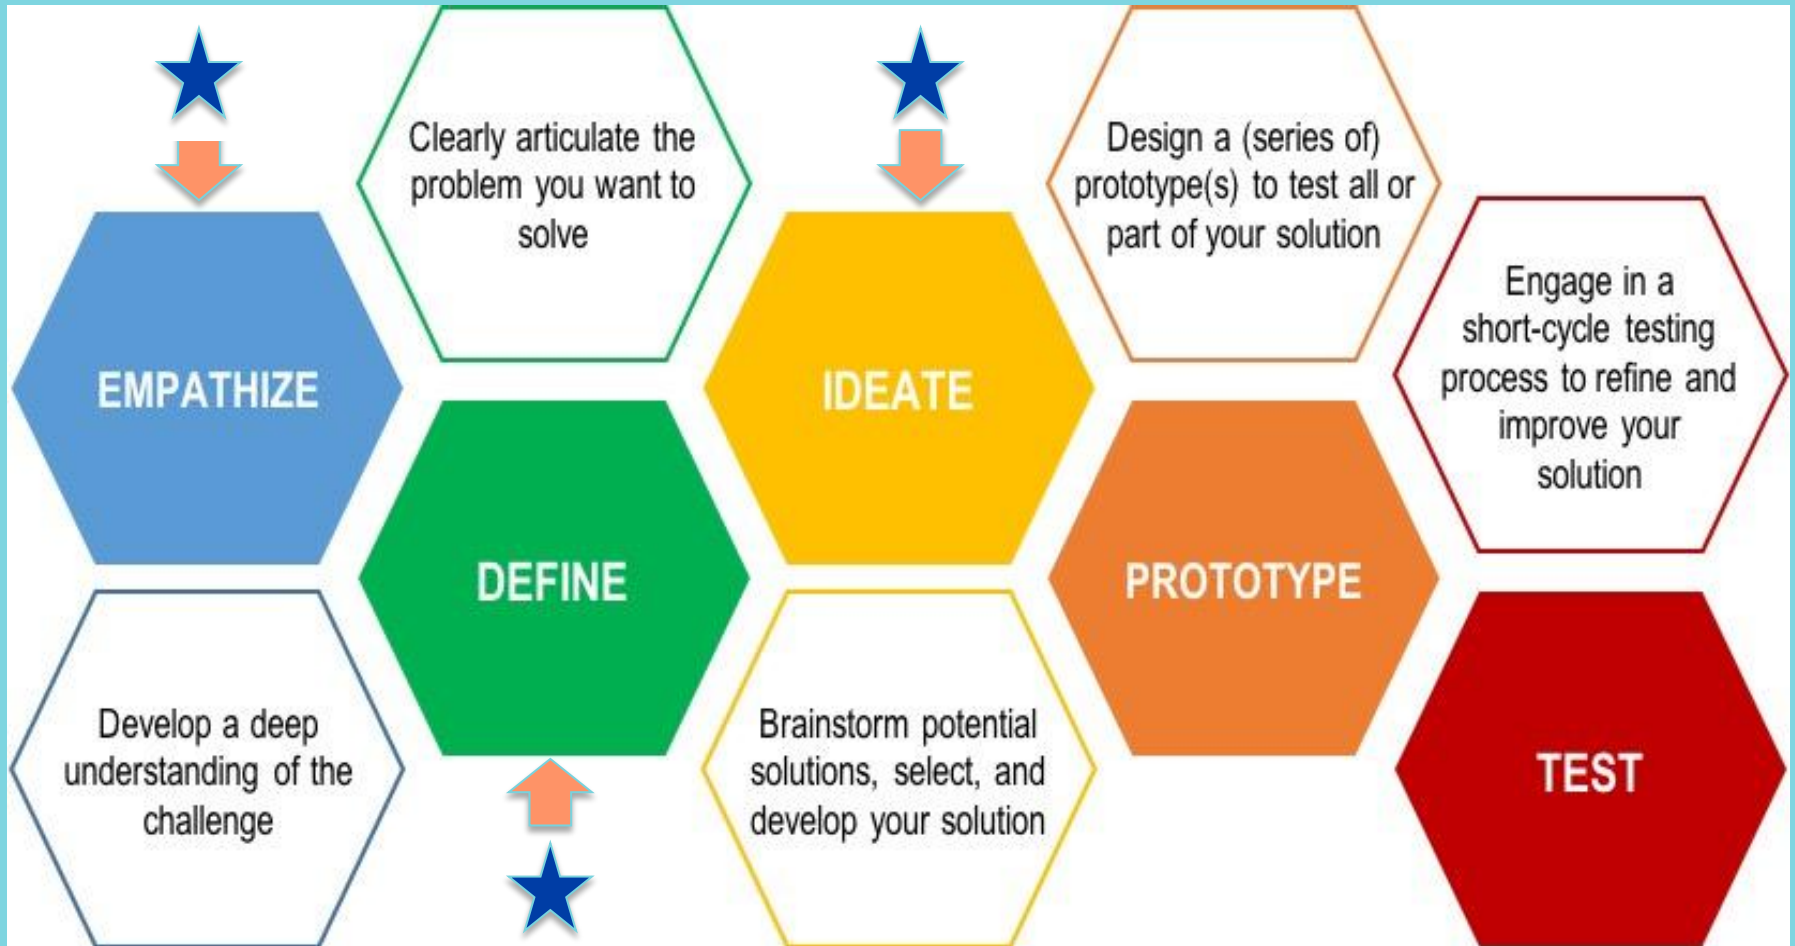 EMPATHIZE
Develop a deep
understanding of the
challenge
Clearly articulate the
problem you want to
solve
DEFINE
IDEATE
Brainstorm potential
solutions, select, and
develop your solution
Design a (series of)
prototype(s) to test all or
part of your solution
PROTOTYPE
Engage in a
short-cycle testing
process to refine and
improve your
solution
TEST